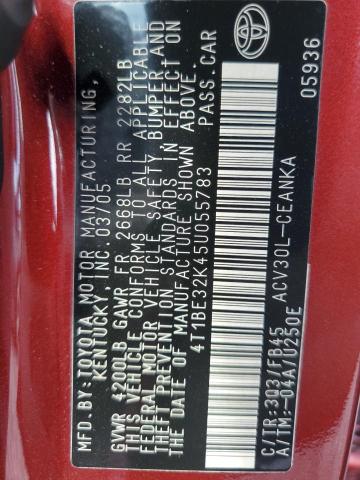 MFD.BY:TOYOTA MOTOR MANUFACTURING,
KENTUCKY, INC. 03/05
GVWR 4200LB GAWR FR 2668LB RR 2282LB
THIS VEHICLE CONFORMS TO ALL APPLICABLE
FEDERAL MOTOR VEHICLE SAFETY, BUMPER AND
THEFT PREVENTION STANDARDS IN EFFECT ON
THE DATE OF MANUFACTURE SHOWN ABOVE.
4T1BE32K45U055783 PASS. CAR
C/TR:3Q3/FB45 ACV30L-CEANKA
A/TM:-04A/U250E 05936